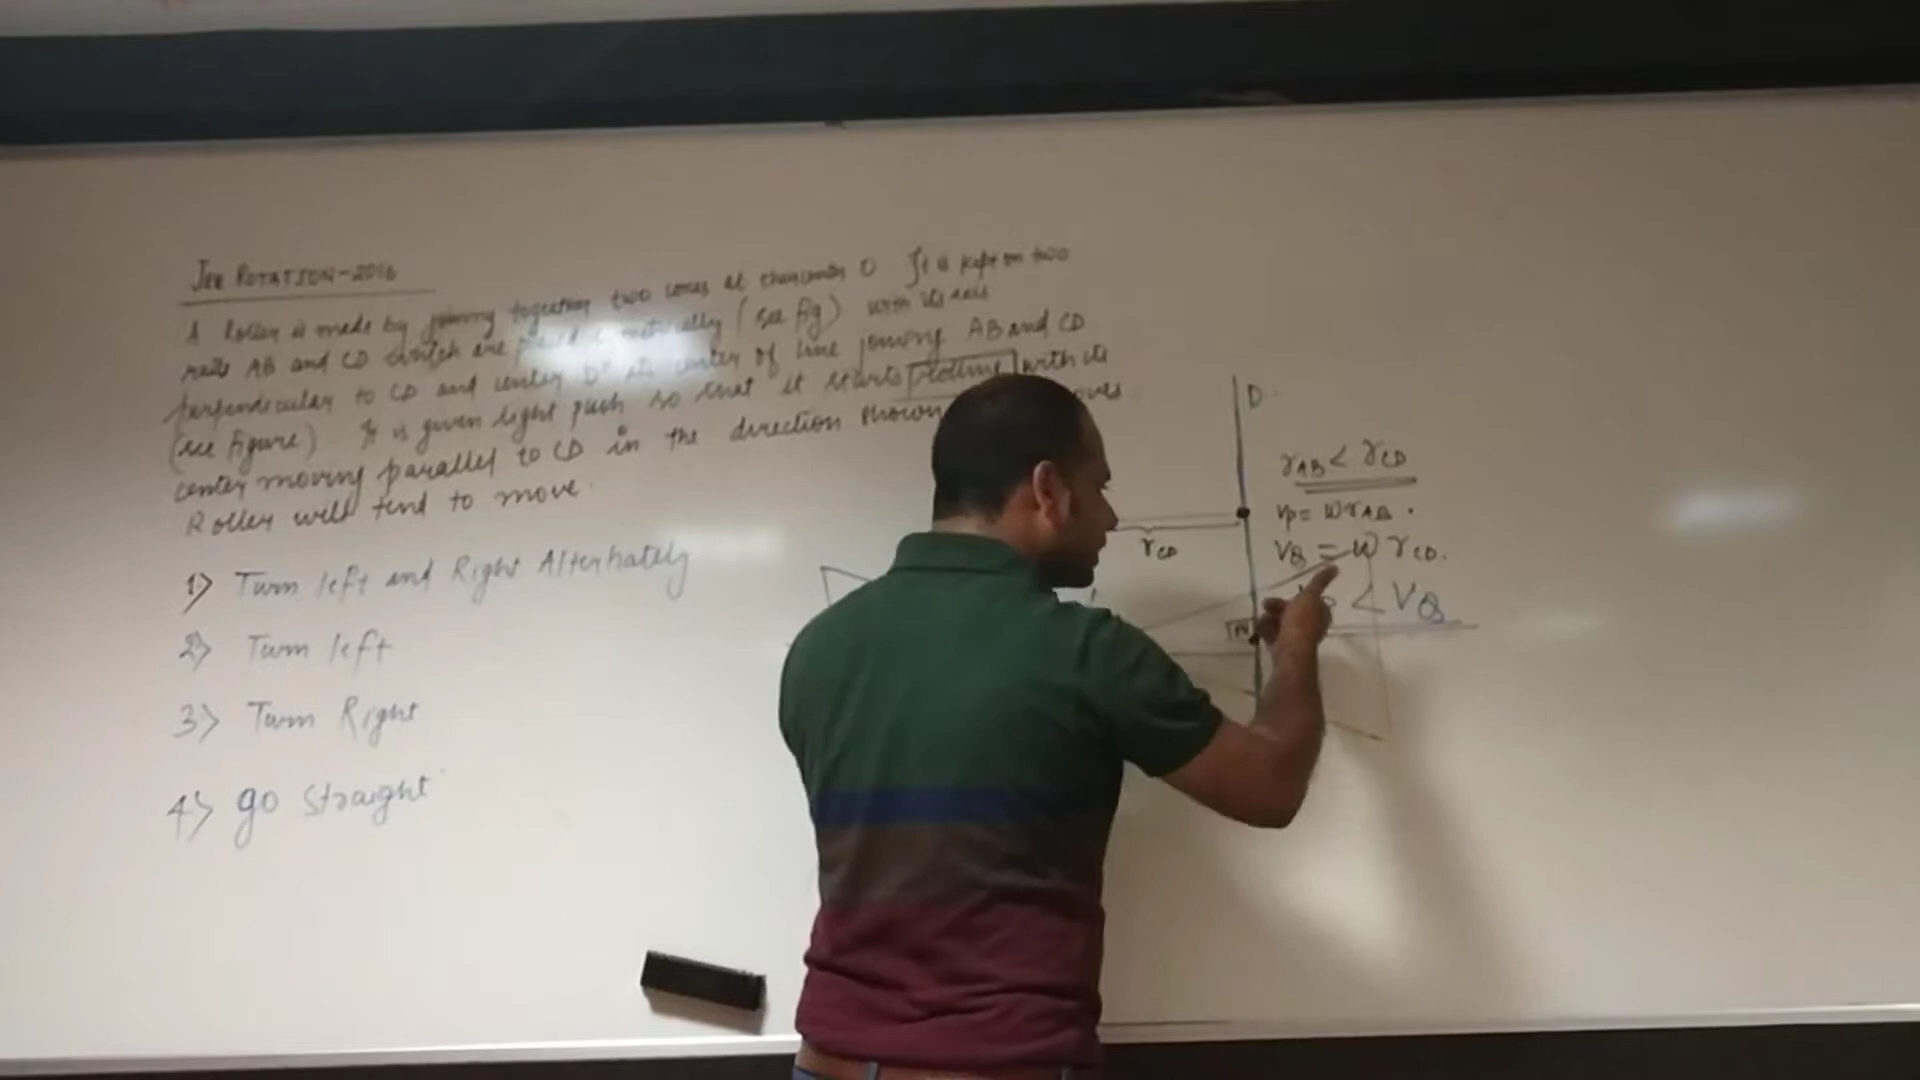 JEE ROTATION-2016
A Roller is made by joining together two cones at their O It is kept on two
rails AB and CD which are (see fig) with its axis
perpendicular to CD and center O at center of line joining AB and CD
(see figure) It is given light push so that it starts Rolling with its
center moving parallel to CD in the direction shown
Roller will tend to move.
1) Turn left and Right Alternately
2) Turn left
3) Turn Right
4) go straight
D
rCD
rAB < rCD
vp = wrAB.
VQ = w rCD.
< VQ